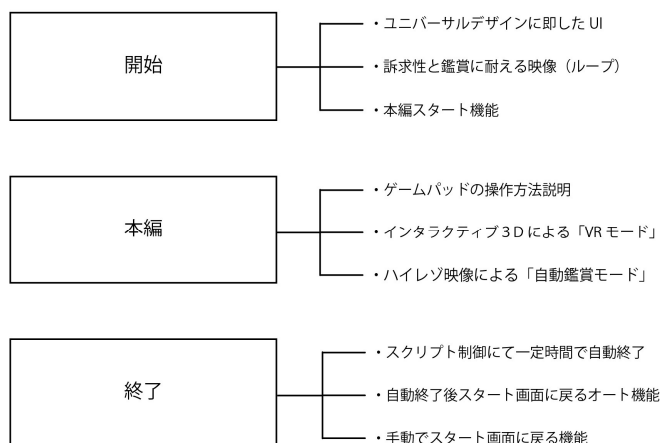 開始
・ユニバーサルデザインに即した UI
・訴求性と鑑賞に耐える映像（ループ）
・本編スタート機能
本編
・ゲームパッドの操作方法説明
・インタラクティブ３Ｄによる「VR モード」
・ハイレゾ映像による「自動鑑賞モード」
終了
・スクリプト制御にて一定時間で自動終了
・自動終了後スタート画面に戻るオート機能
・手動でスタート画面に戻る機能